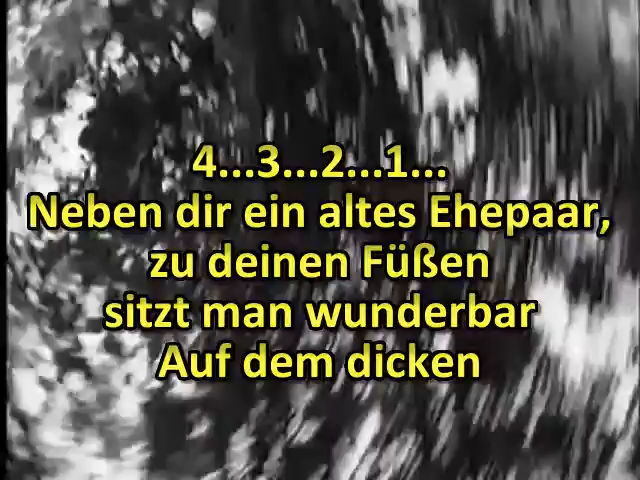 4...3...2...1...
Neben dir ein altes Ehepaar,
zu deinen Füßen
sitzt man wunderbar
Auf dem dicken